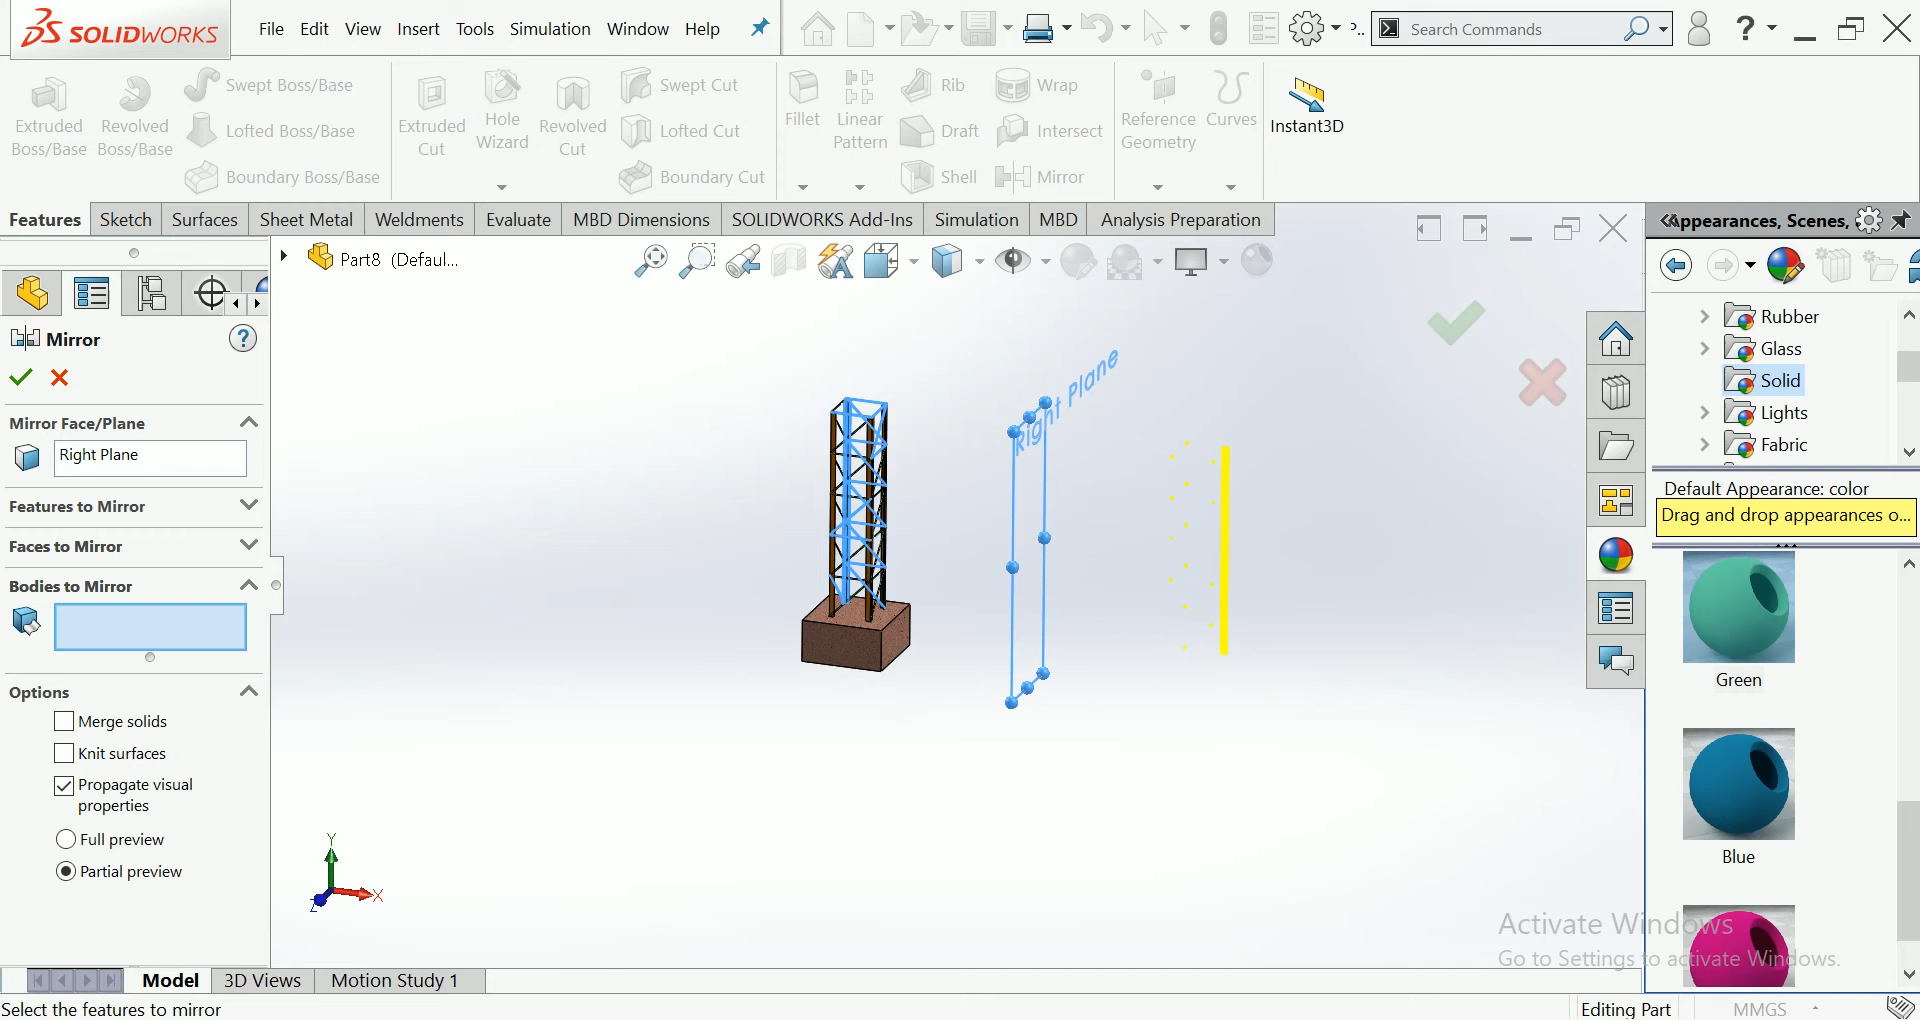 SOLIDWORKS
File Edit View Insert Tools Simulation Window Help
P..
Search Commands
?
Extruded Boss/Base
Revolved Boss/Base
Swept Boss/Base
Lofted Boss/Base
Boundary Boss/Base
Extruded Cut
Hole Wizard
Revolved Cut
Swept Cut
Lofted Cut
Boundary Cut
Fillet
Linear Pattern
Rib
Draft
Shell
Wrap
Intersect
Mirror
Reference Geometry
Curves
Instant3D
Features Sketch Surfaces Sheet Metal Weldments Evaluate MBD Dimensions SOLIDWORKS Add-Ins Simulation MBD Analysis Preparation
Part8 (Defaul...
Mirror
?
Mirror Face/Plane
Right Plane
Features to Mirror
Faces to Mirror
Bodies to Mirror
Options
Merge solids
Knit surfaces
Propagate visual
properties
Full preview
Partial preview
Right Plane
Y
X
Z
Appearances, Scenes,
Rubber
Glass
Solid
Lights
Fabric
Default Appearance: color
Drag and drop appearances o...
Green
Blue
Activate Windows
Go to Settings to activate Windows.
Model 3D Views Motion Study 1
Select the features to mirror
Editing Part
MMGS